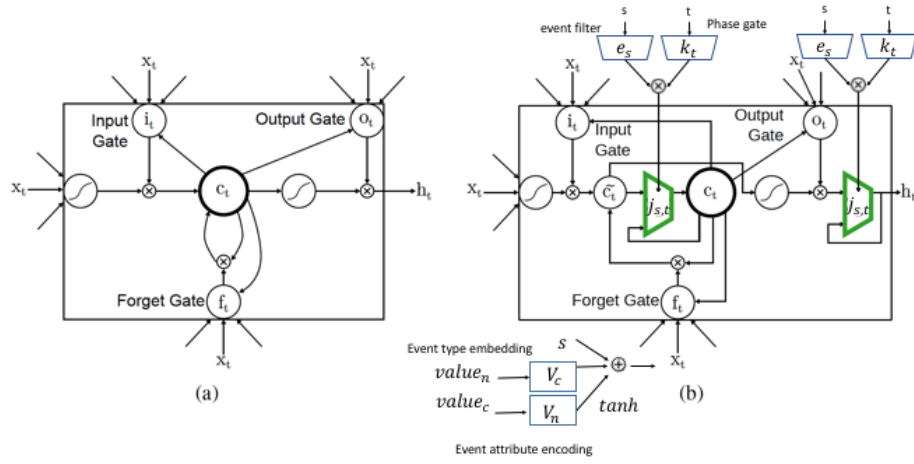 x_t
x_t
Input Gate
i_t
Output Gate
o_t
x_t
c_t
h_t
Forget Gate
f_t
x_t
(a)
s
t
event filter
Phase gate
e_s
k_t
s
t
e_s
k_t
x_t
x_t
i_t
Input
Gate
Output
Gate
o_t
x_t
c̃_t
j_{s,t}
c_t
j_{s,t}
h_t
Forget Gate
f_t
x_t
Event type embedding
s
value_n
V_c
value_c
V_n
tanh
(b)
Event attribute encoding